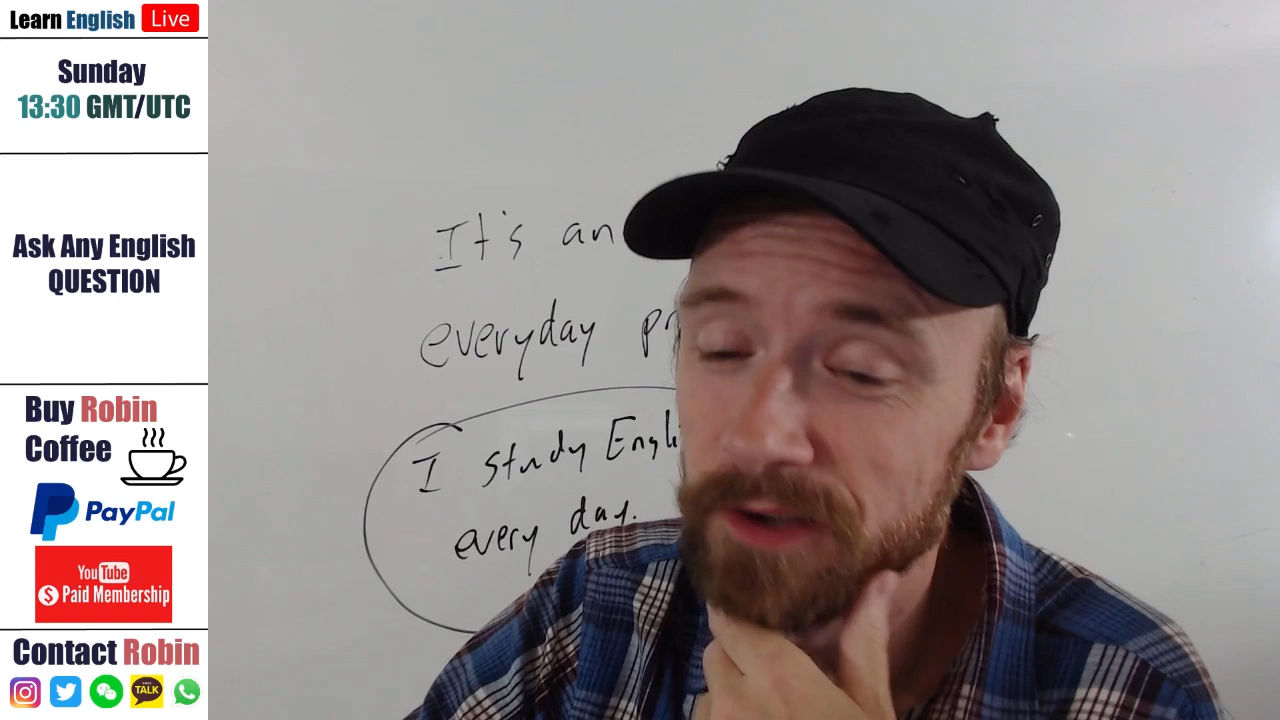 Learn English Live
Sunday
13:30 GMT/UTC
Ask Any English
QUESTION
Buy Robin
Coffee
PayPal
YouTube
$ Paid Membership
Contact Robin
TALK
It's an
everyday
I study
every day.